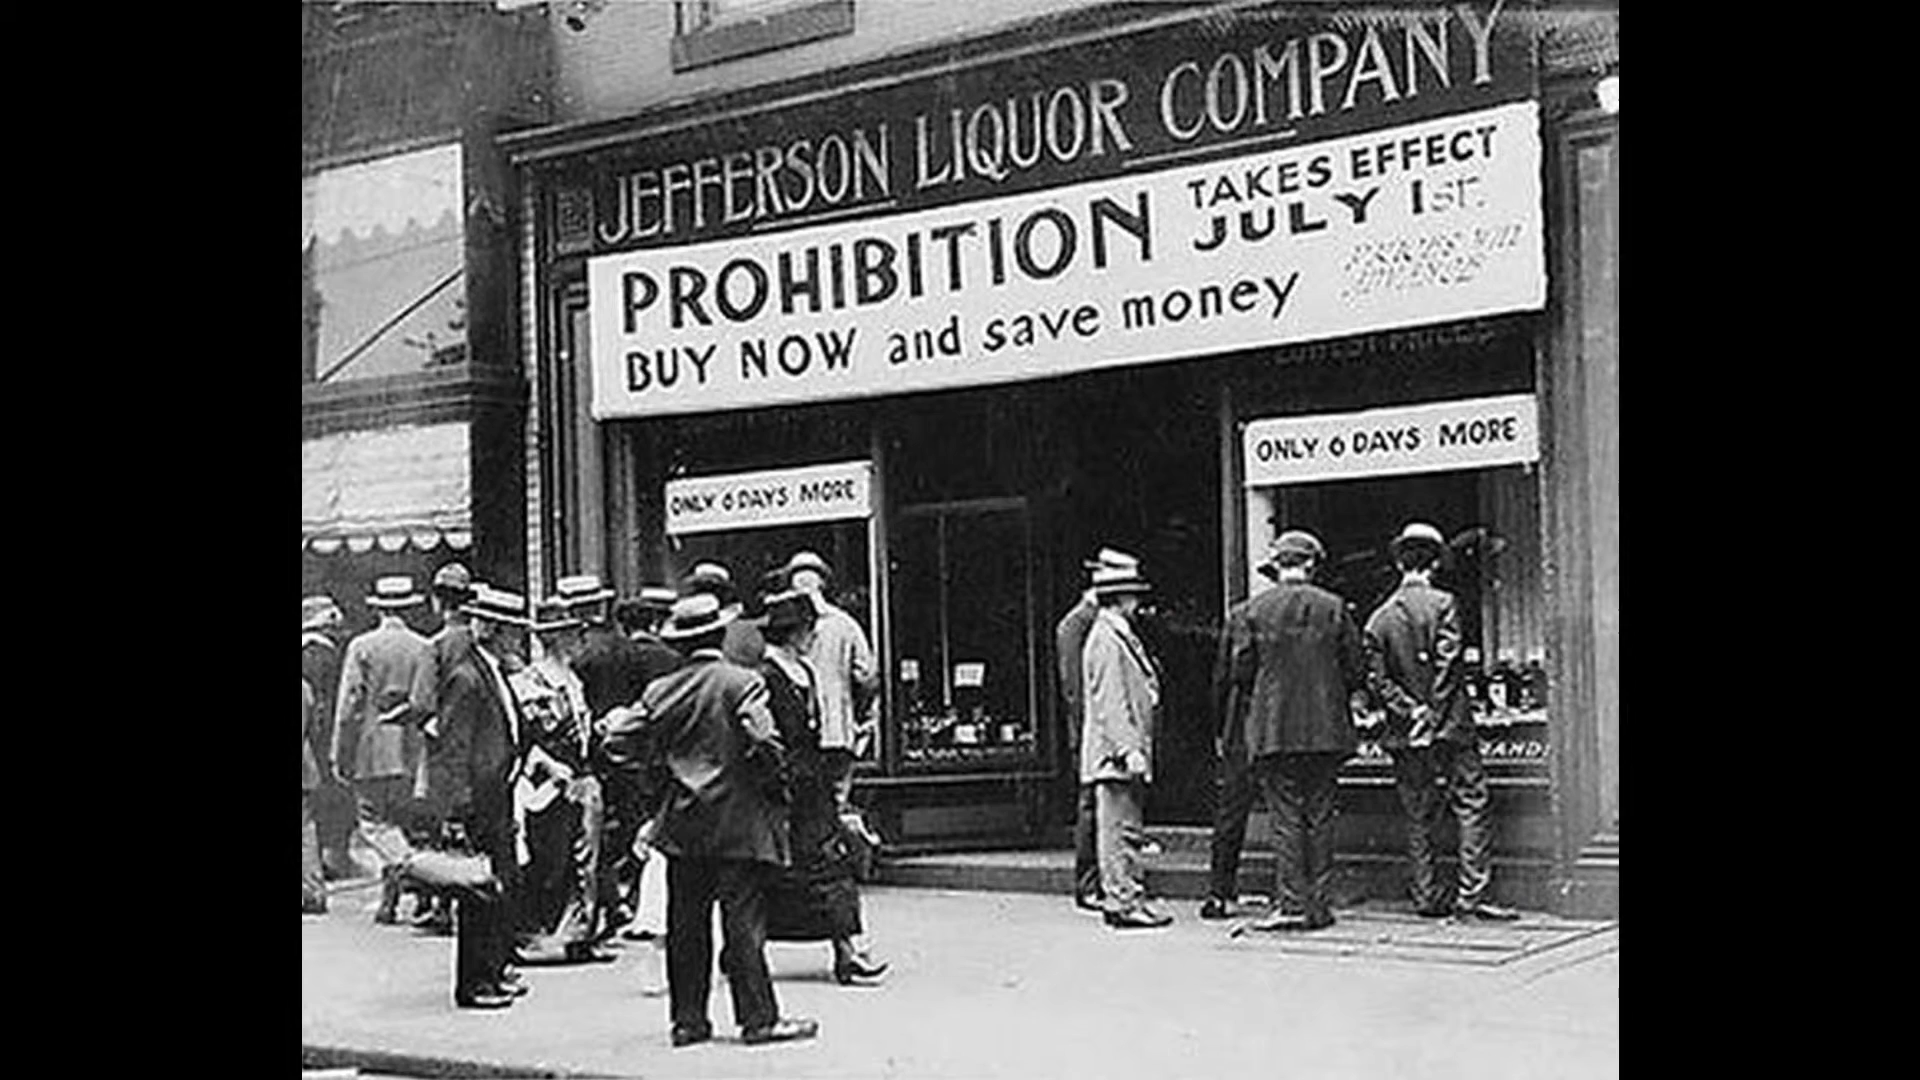 JEFFERSON LIQUOR COMPANY
PROHIBITION TAKES EFFECT
JULY 1ST.
BUY NOW and save money
ONLY 6 DAYS MORE
ONLY 6 DAYS MORE